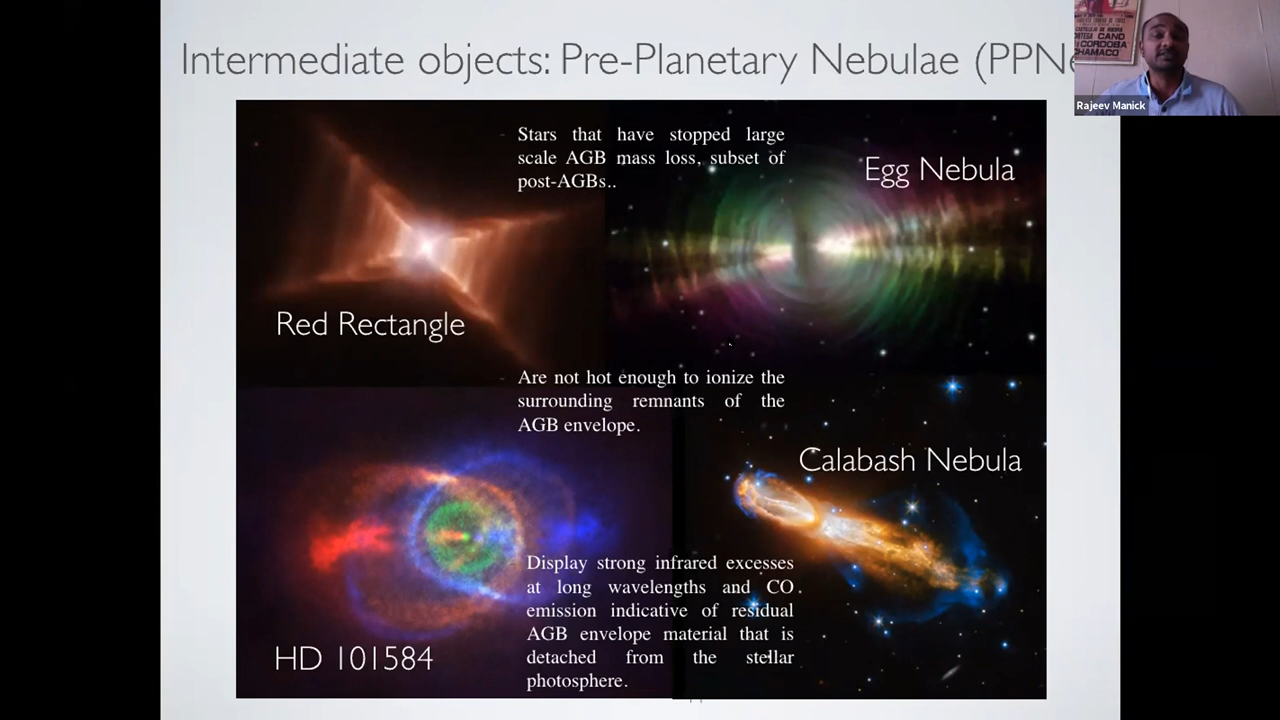 Intermediate objects: Pre-Planetary Nebulae (PPNe
CANO
CORDOBA
CHAMACO
Rajeev Manick
Stars that have stopped large
scale AGB mass loss, subset of
post-AGBs..
Egg Nebula
Red Rectangle
Are not hot enough to ionize the
surrounding remnants of the
AGB envelope.
Calabash Nebula
Display strong infrared excesses
at long wavelengths and CO
emission indicative of residual
AGB envelope material that is
detached from the stellar
photosphere.
HD 101584